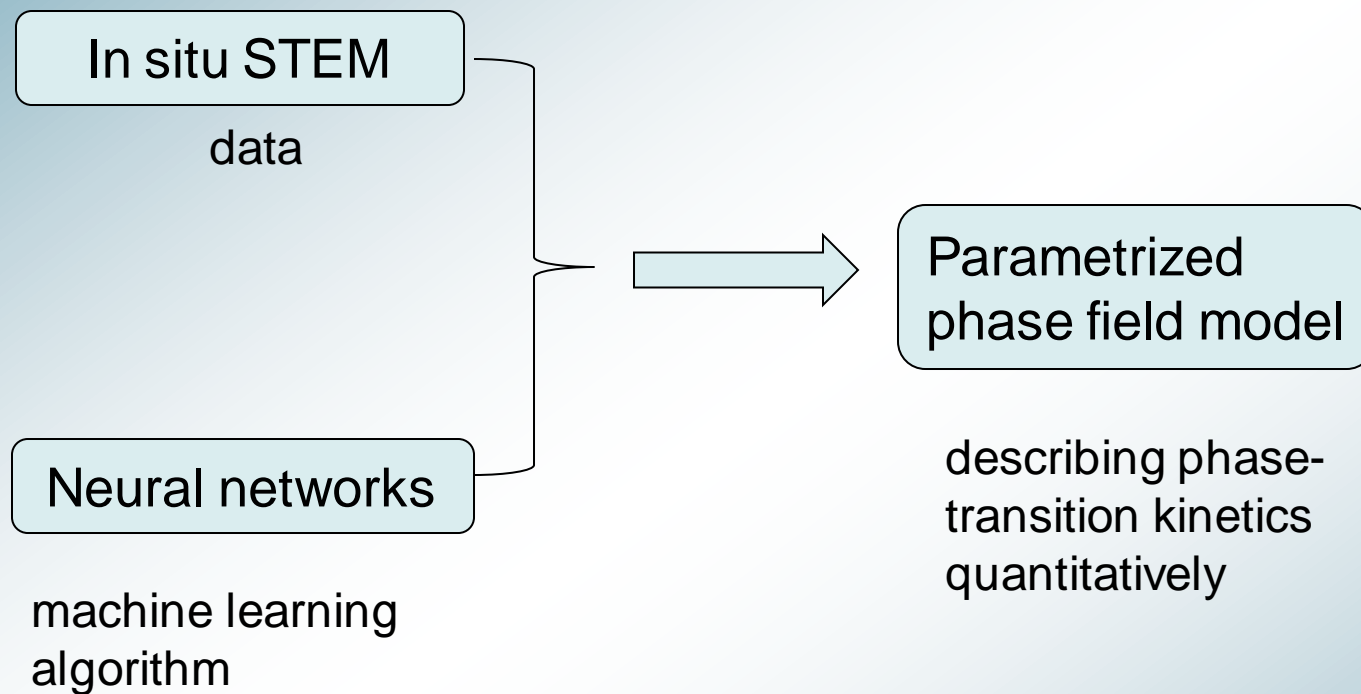 In situ STEM
data
Neural networks
machine learning
algorithm
Parametrized
phase field model
describing phase-
transition kinetics
quantitatively